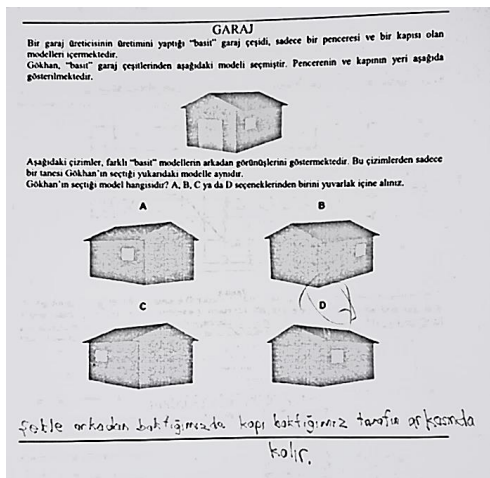 GARAJ
Bir garaj üreticisinin üretimini yaptığı "basit" garaj çeşidi, sadece bir penceresi ve bir kapısı olan
modelleri içermektedir.
Gökhan, "basit" garaj çeşitlerinden aşağıdaki modeli seçmiştir. Pencerenin ve kapının yeri aşağıda
gösterilmektedir.
Aşağıdaki çizimler, farklı "basit" modellerin arkadan görünüşlerini göstermektedir. Bu çizimlerden sadece
bir tanesi Gökhan'ın seçtiği yukarıdaki modelle aynıdır.
Gökhan'ın seçtiği model hangisidir? A, B, C ya da D seçeneklerinden birini yuvarlak içine alınız.
A B
C D
şekle arkadan baktığımızda kapı baktığımız tarafın arkasında
kalır.